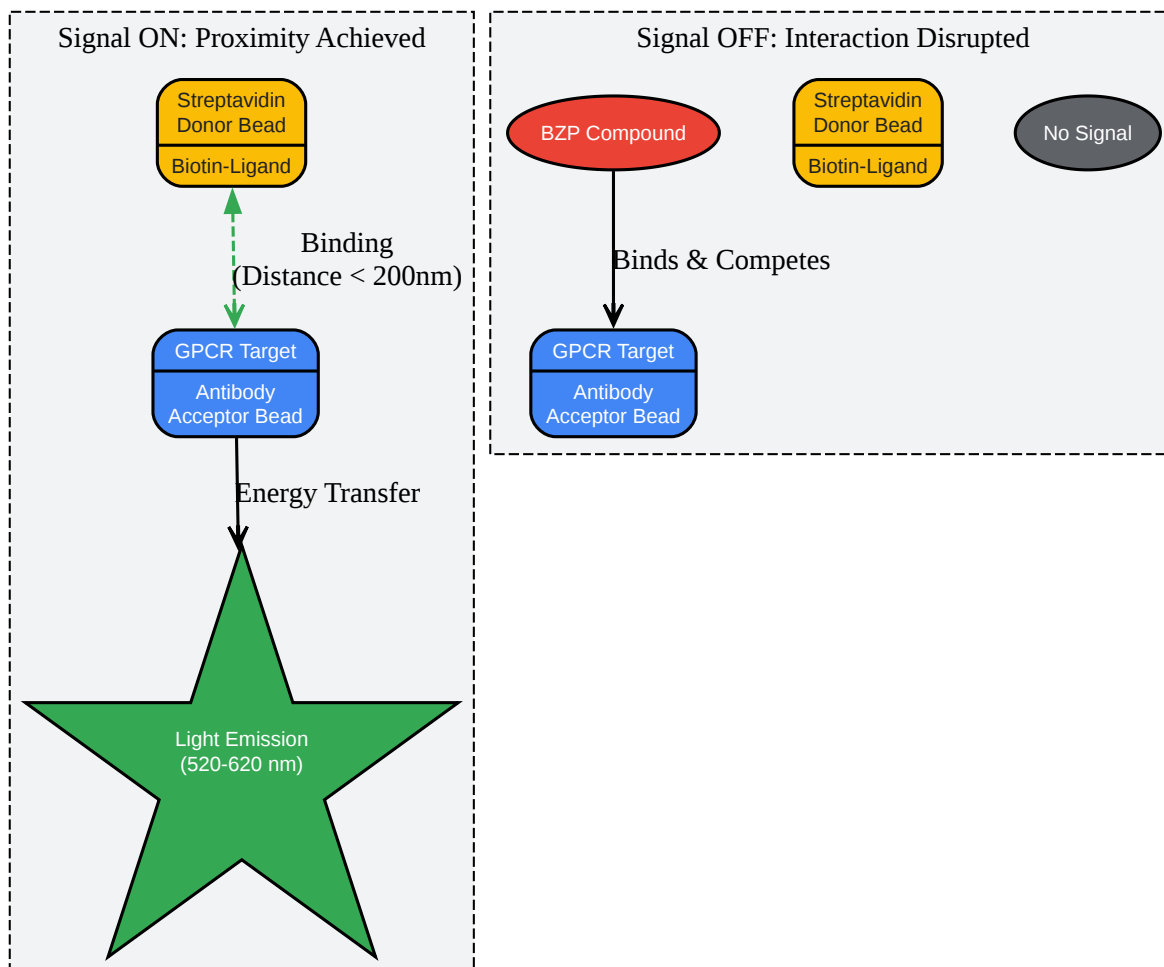 Signal ON: Proximity Achieved
Streptavidin
Donor Bead
Biotin-Ligand
Binding
(Distance < 200nm)
GPCR Target
Antibody
Acceptor Bead
Energy Transfer
Light Emission
(520-620 nm)
Signal OFF: Interaction Disrupted
BZP Compound
Streptavidin
Donor Bead
Biotin-Ligand
No Signal
Binds & Competes
GPCR Target
Antibody
Acceptor Bead